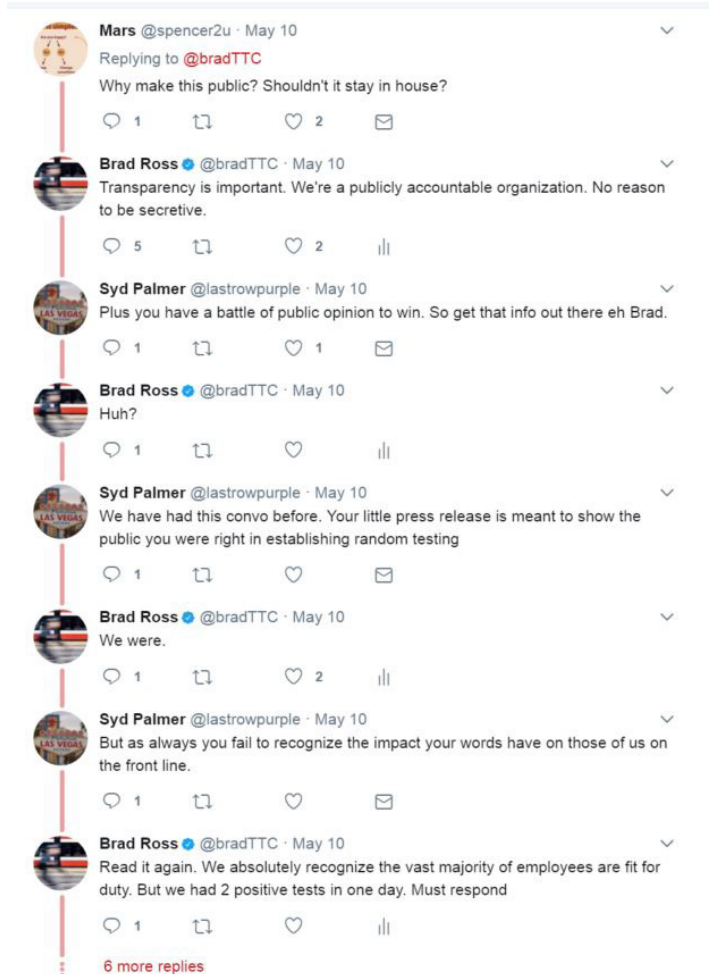 Mars @spencer2u · May 10
Replying to @bradTTC
Why make this public? Shouldn't it stay in house?
1 2
Brad Ross @bradTTC · May 10
Transparency is important. We're a publicly accountable organization. No reason
to be secretive.
5 2
Syd Palmer @lastrowpurple · May 10
Plus you have a battle of public opinion to win. So get that info out there eh Brad.
1 1
Brad Ross @bradTTC · May 10
Huh?
1
Syd Palmer @lastrowpurple · May 10
We have had this convo before. Your little press release is meant to show the
public you were right in establishing random testing
1
Brad Ross @bradTTC · May 10
We were.
1 2
Syd Palmer @lastrowpurple · May 10
But as always you fail to recognize the impact your words have on those of us on
the front line.
1
Brad Ross @bradTTC · May 10
Read it again. We absolutely recognize the vast majority of employees are fit for
duty. But we had 2 positive tests in one day. Must respond
1
6 more replies